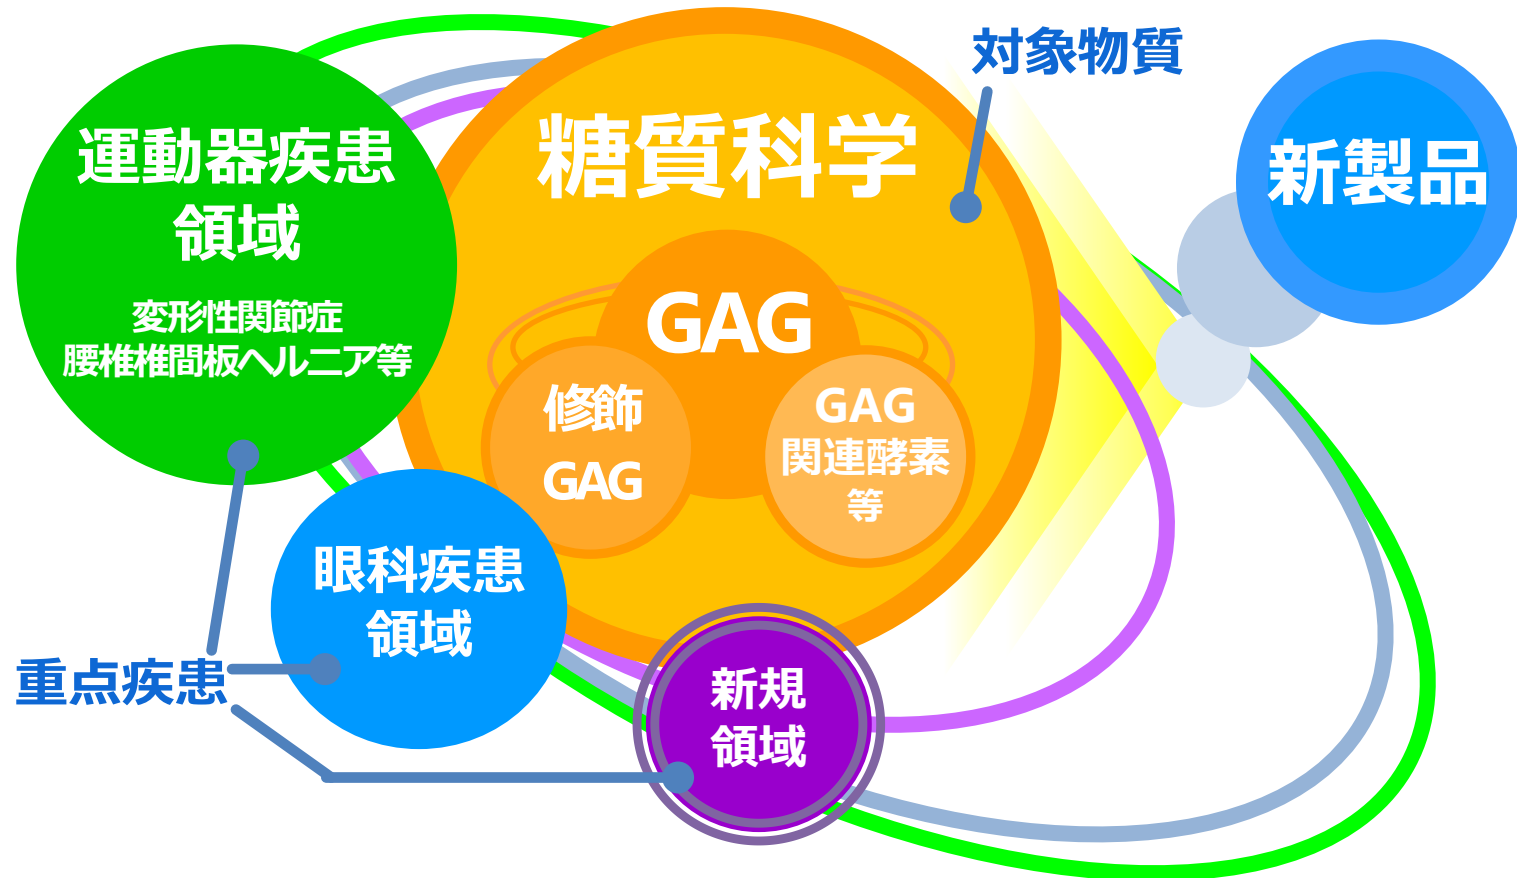 対象物質
運動器疾患
領域
変形性関節症
腰椎椎間板ヘルニア等
糖質科学
GAG
修飾
GAG
GAG
関連酵素
等
新製品
眼科疾患
領域
重点疾患
新規
領域